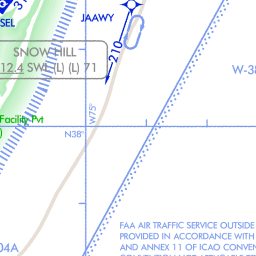 SEL
JAAWY
210
SNOW HILL
112.4 SWL (L) (L) 71
W-38
W75°
Facility Pvt
N38°
FAA AIR TRAFFIC SERVICE OUTSIDE
PROVIDED IN ACCORDANCE WITH
AND ANNEX 11 OF ICAO CONVEN
04A